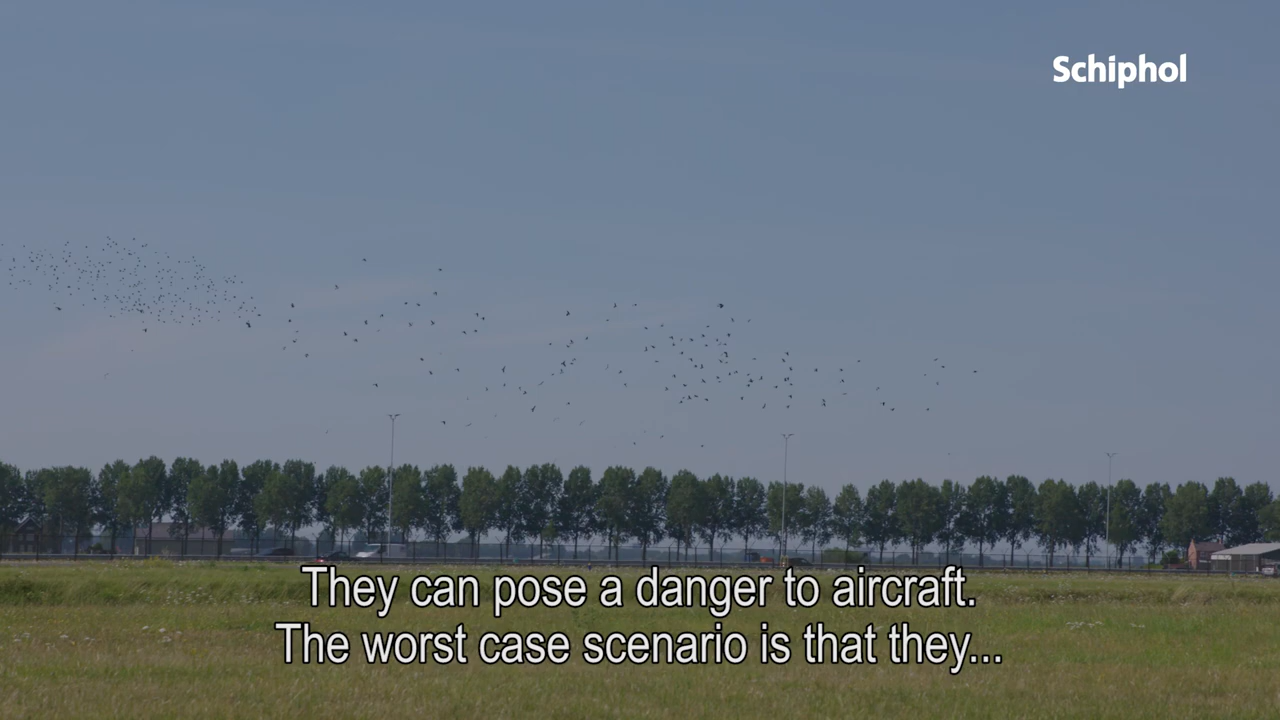 Schiphol
They can pose a danger to aircraft.
The worst case scenario is that they...